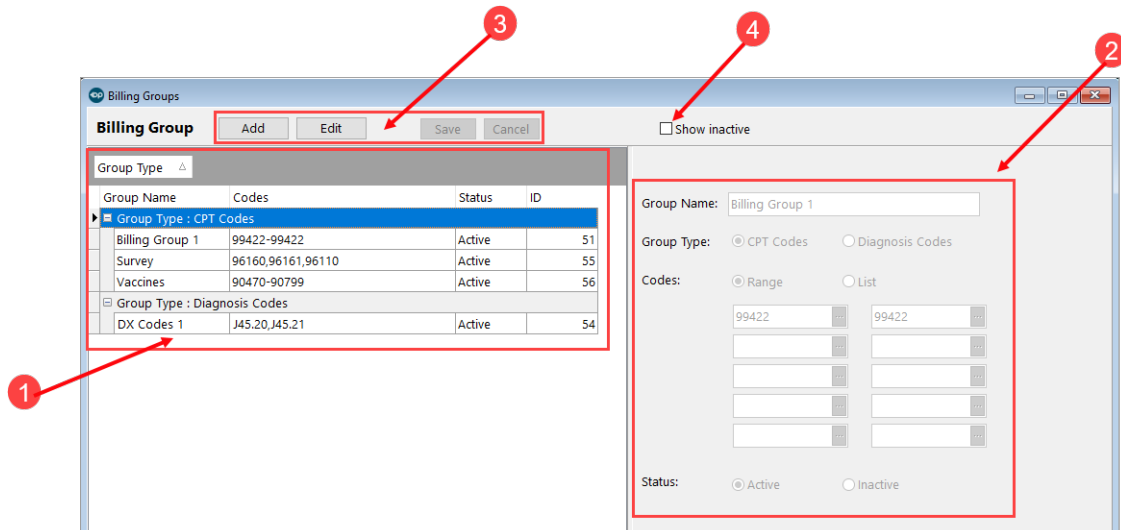 3
4
2
Billing Groups
Billing Group Add Edit Save Cancel Show inactive
Group Type
Group Name Codes Status ID
Group Type : CPT Codes
Billing Group 1 99422-99422 Active 51
Survey 96160,96161,96110 Active 55
Vaccines 90470-90799 Active 56
Group Type : Diagnosis Codes
DX Codes 1 J45.20,J45.21 Active 54
1
Group Name: Billing Group 1
Group Type: CPT Codes Diagnosis Codes
Codes: Range List
99422 ... 99422 ...
... ...
... ...
... ...
... ...
Status: Active Inactive